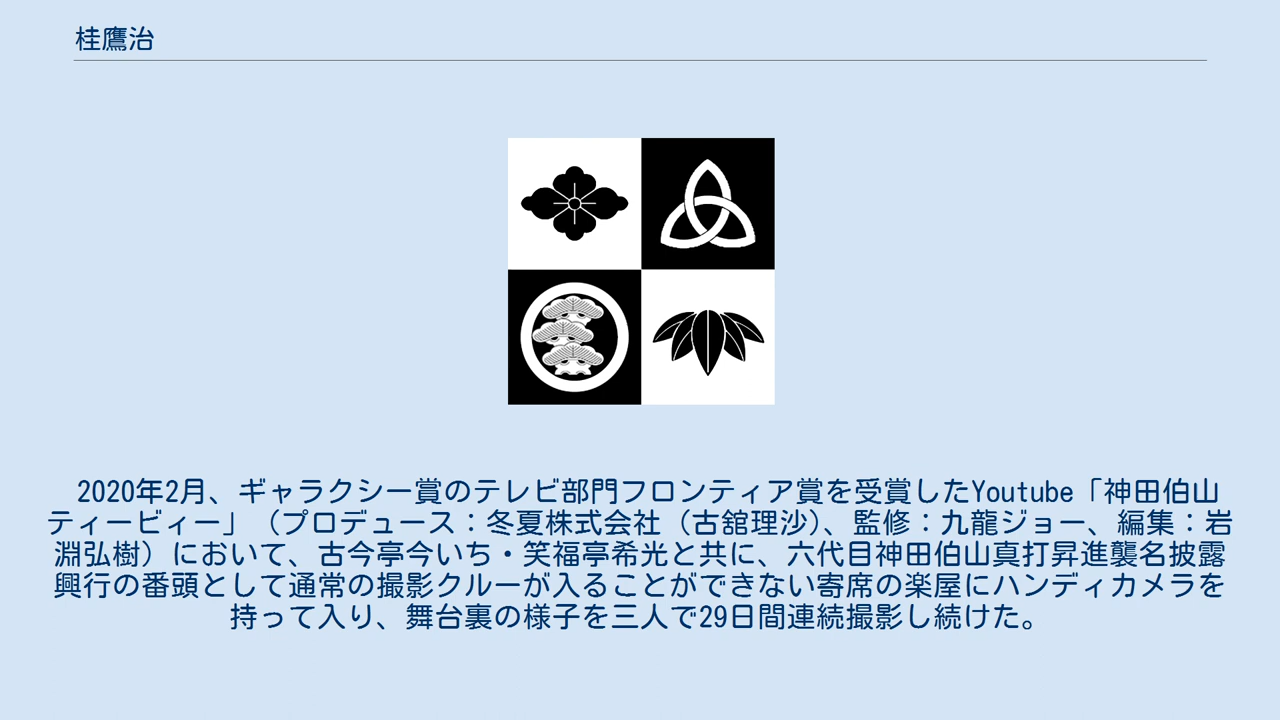 桂鷹治
2020年2月、ギャラクシー賞のテレビ部門フロンティア賞を受賞したYoutube「神田伯山
ティービィー」（プロデュース：冬夏株式会社（古舘理沙）、監修：九龍ジョー、編集：岩
淵弘樹）において、古今亭今いち・笑福亭希光と共に、六代目神田伯山真打昇進襲名披露
興行の番頭として通常の撮影クルーが入ることができない寄席の楽屋にハンディカメラを
持って入り、舞台裏の様子を三人で29日間連続撮影し続けた。